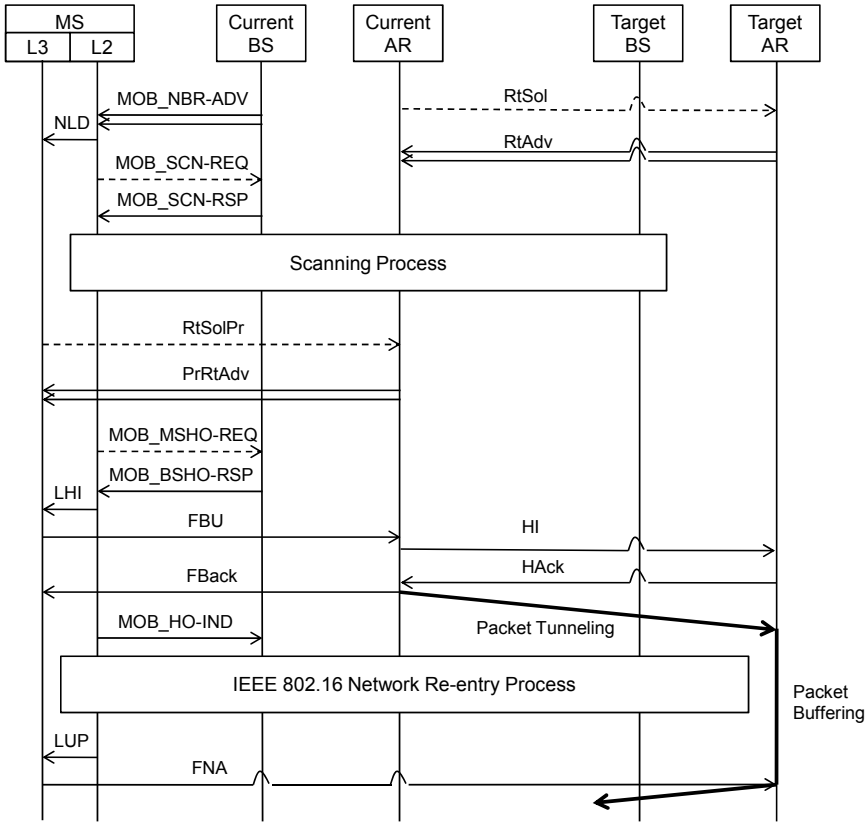 MS
L3
L2
Current
BS
Current
AR
Target
BS
Target
AR
MOB_NBR-ADV
RtSol
NLD
RtAdv
MOB_SCN-REQ
MOB_SCN-RSP
Scanning Process
RtSolPr
PrRtAdv
MOB_MSHO-REQ
MOB_BSHO-RSP
LHI
FBU
HI
FBack
HAck
MOB_HO-IND
Packet Tunneling
IEEE 802.16 Network Re-entry Process
Packet
Buffering
LUP
FNA